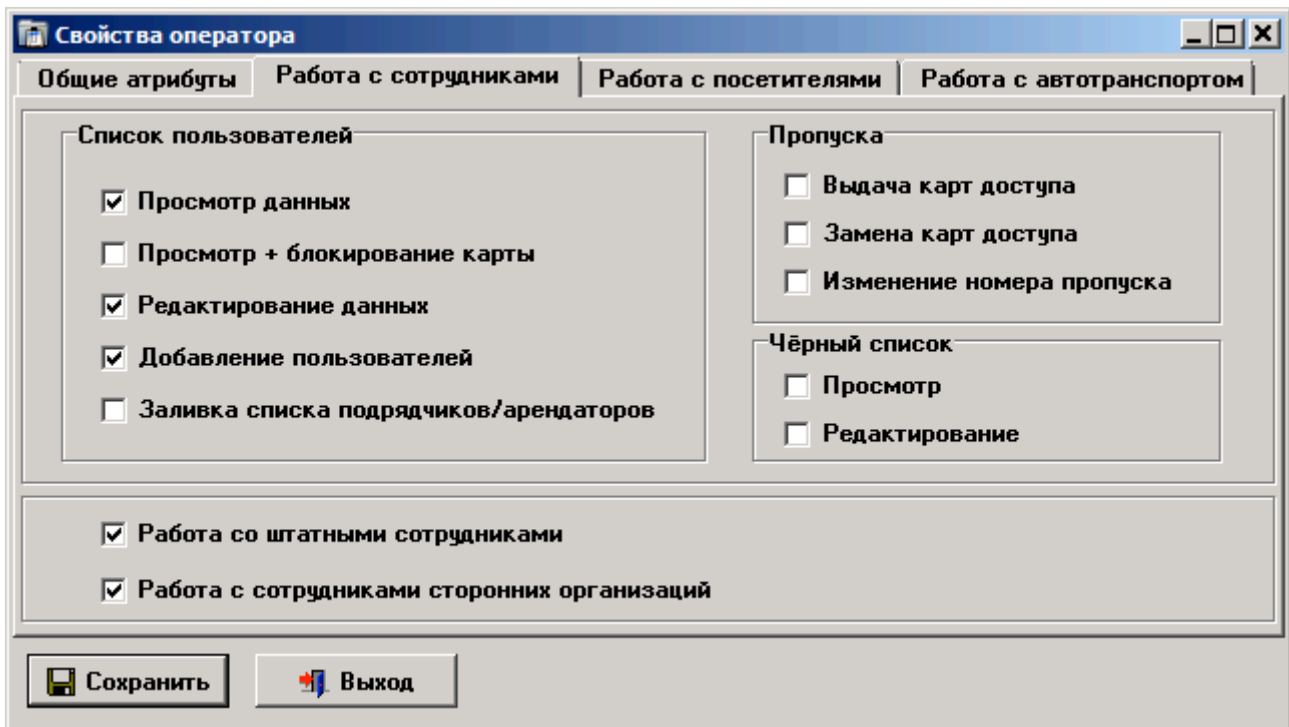 Свойства оператора
Общие атрибуты
Работа с сотрудниками
Работа с посетителями
Работа с автотранспортом
Список пользователей
Просмотр данных
Просмотр + блокирование карты
Редактирование данных
Добавление пользователей
Заливка списка подрядчиков/арендаторов
Пропуска
Выдача карт доступа
Замена карт доступа
Изменение номера пропуска
Чёрный список
Просмотр
Редактирование
Работа со штатными сотрудниками
Работа с сотрудниками сторонних организаций
Сохранить
Выход